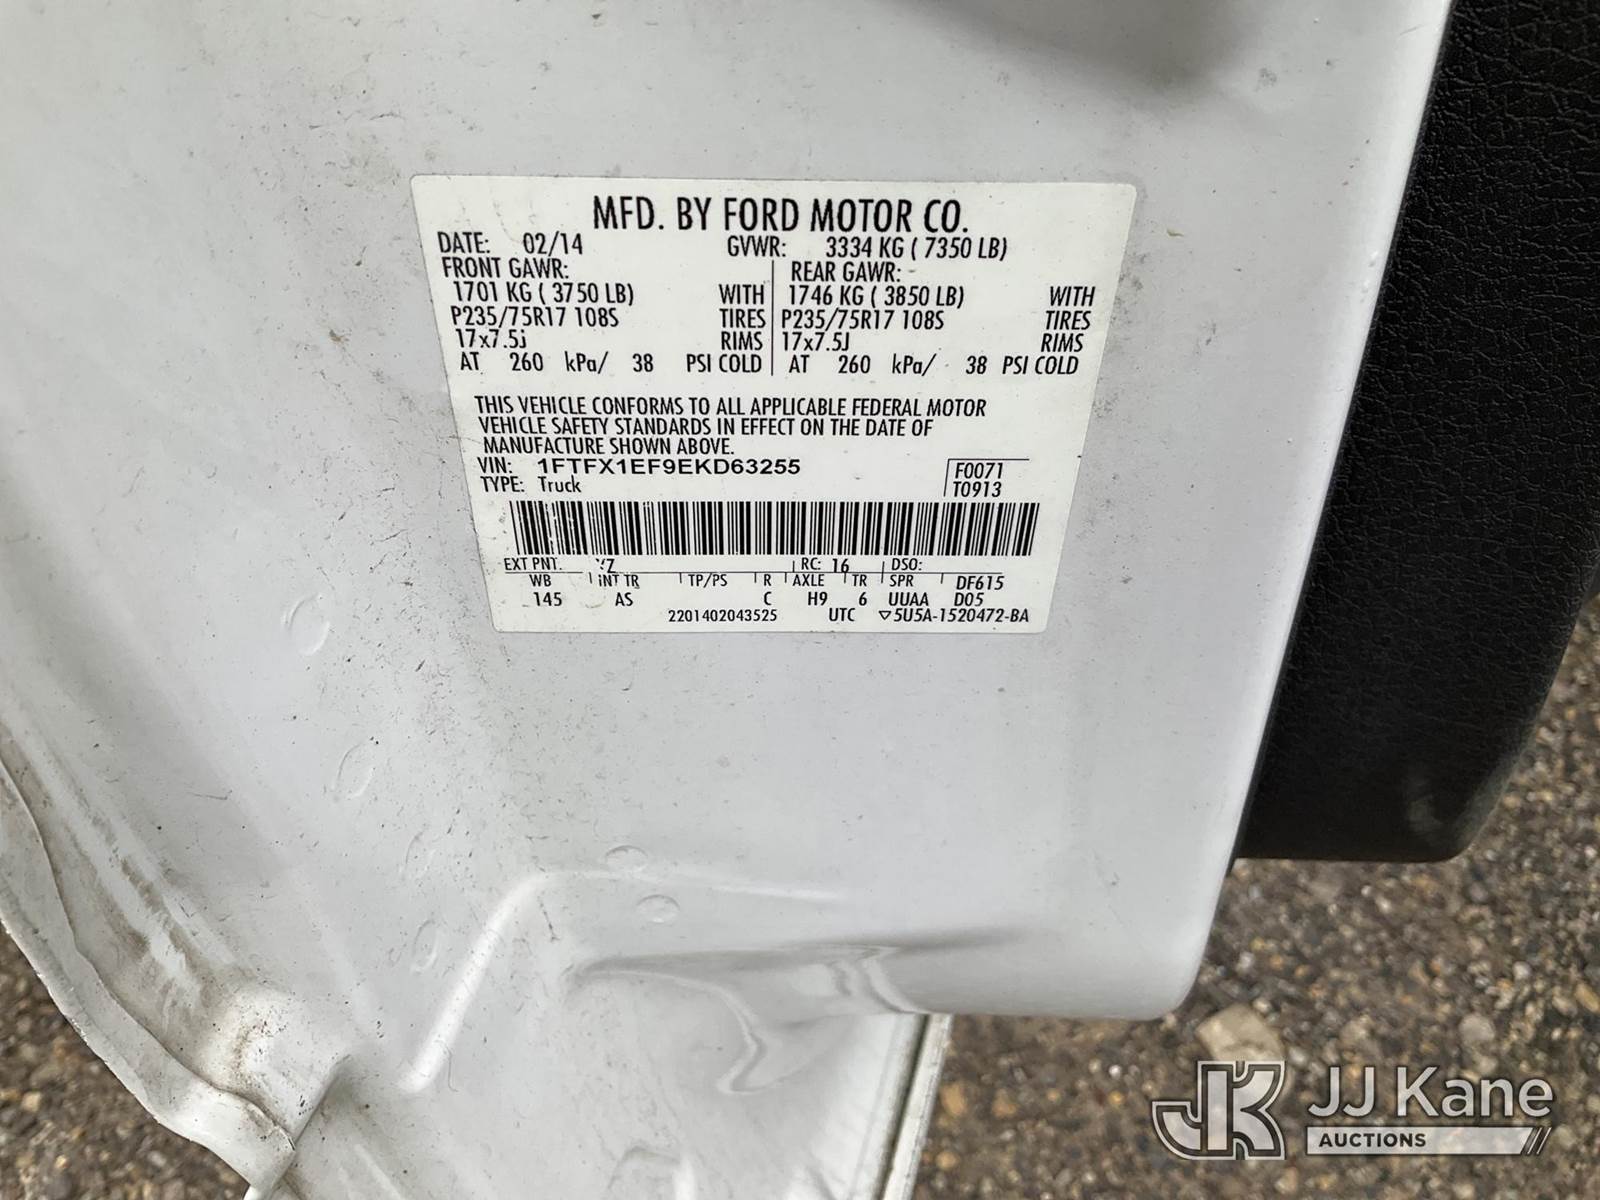 MFD. BY FORD MOTOR CO.
DATE: 02/14 GVWR: 3334 KG ( 7350 LB)
FRONT GAWR: REAR GAWR:
1701 KG ( 3750 LB) WITH 1746 KG ( 3850 LB) WITH
P235/75R17 108S TIRES P235/75R17 108S TIRES
17x7.5j RIMS 17x7.5J RIMS
AT 260 kPa/ 38 PSI COLD AT 260 kPa/ 38 PSI COLD
THIS VEHICLE CONFORMS TO ALL APPLICABLE FEDERAL MOTOR
VEHICLE SAFETY STANDARDS IN EFFECT ON THE DATE OF
MANUFACTURE SHOWN ABOVE.
VIN: 1FTFX1EF9EKD63255 F0071
TYPE: Truck T0913
EXT PNT: YZ RC: 16 DSO:
WB INT TR TP/PS R AXLE TR SPR DF615
145 AS C H9 6 UUAA D05
2201402043525 UTC ▽5U5A-1520472-BA
JK JJ Kane
AUCTIONS